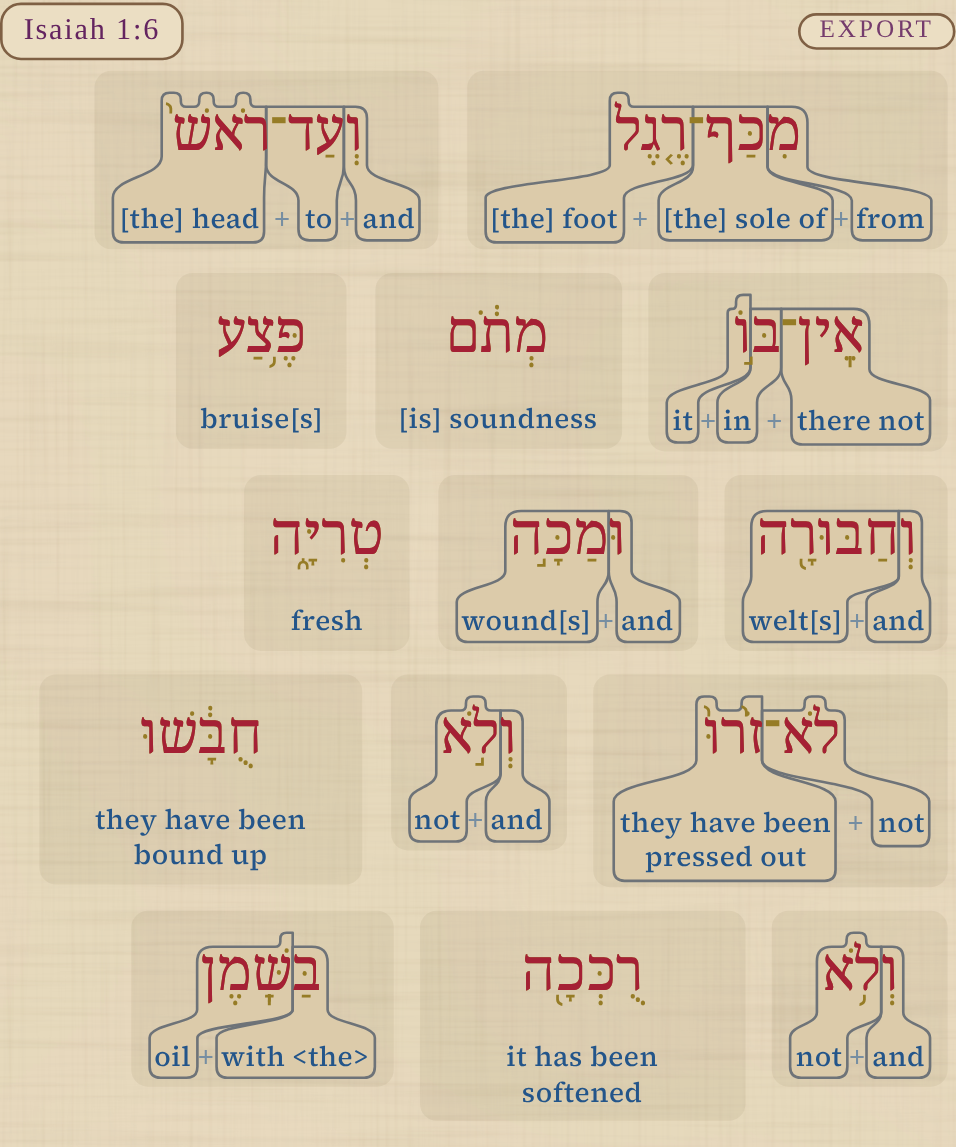 Isaiah 1:6
EXPORT
מִכַּף־רֶ֤גֶל
[the] foot + [the] sole of + from
וְעַד־רֹאשׁ֙
[the] head + to + and
אֵֽין־בּ֣וֹ
it + in + there not
מְתֹ֔ם
[is] soundness
פֶּ֥צַע
bruise[s]
וְחַבּוּרָ֖ה
welt[s] + and
וּמַכָּ֣ה
wound[s] + and
טְרִיָּ֑ה
fresh
לֹא־זֹ֙רוּ֙
they have been + not
pressed out
וְלֹ֣א
not + and
חֻבָּ֔שׁוּ
they have been
bound up
וְלֹ֥א
not + and
רֻכְּכָ֖ה
it has been
softened
בַּשָּֽׁמֶן
oil + with <the>